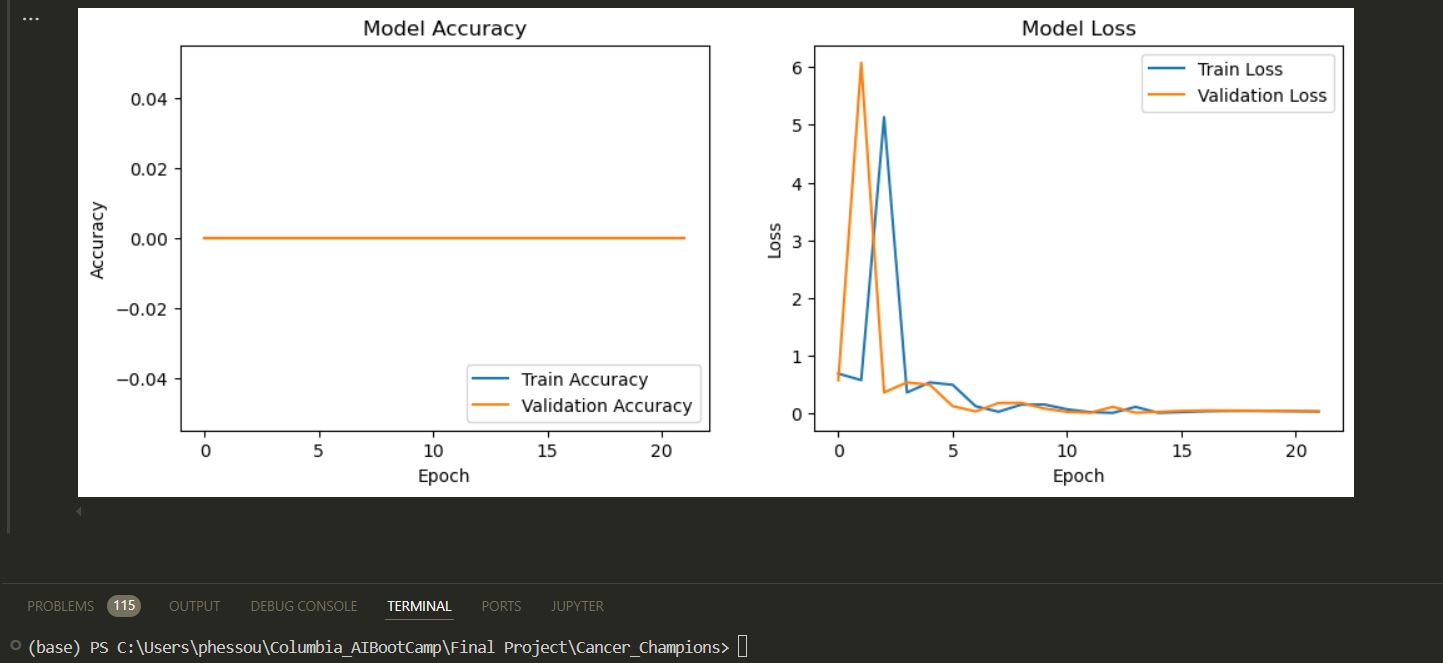 ...
Model Accuracy
0.04
0.02
0.00
−0.02
−0.04
Accuracy
Train Accuracy
Validation Accuracy
0 5 10 15 20
Epoch
Model Loss
6
5
4
3
2
1
0
Loss
Train Loss
Validation Loss
0 5 10 15 20
Epoch
PROBLEMS 115 OUTPUT DEBUG CONSOLE TERMINAL PORTS JUPYTER
(base) PS C:\Users\phessou\Columbia_AIBootCamp\Final Project\Cancer_Champions>